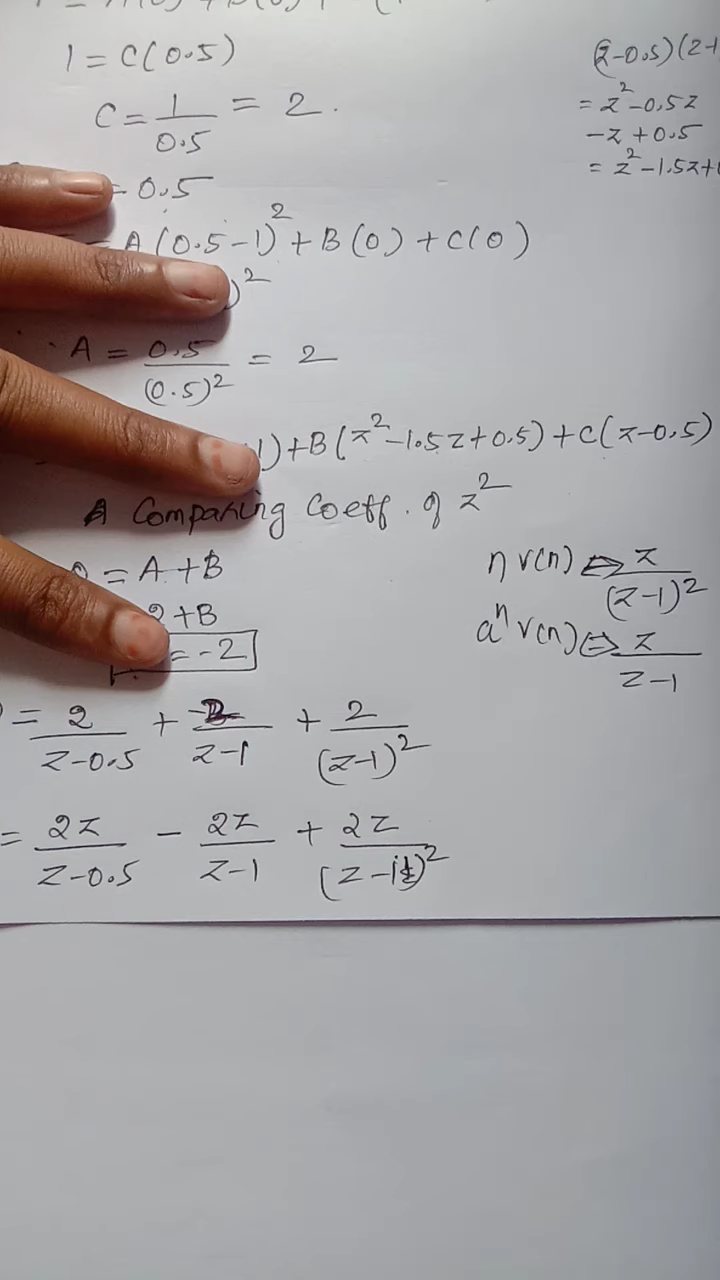 1 = C(0.5)
C = 1/0.5 = 2.
(z-0.5)(z-1
= z²-0.5z
-z+0.5
= z²-1.5z+
= 0.5
A(0.5-1)²+B(0)+C(0)
)²
A = 0.5/(0.5)² = 2
1)+B(z²-1.5z+0.5)+C(z-0.5)
Comparing Coeff. of z²
0 = A+B
2+B
= -2
n v(n) ⇔ z/(z-1)²
aⁿ v(n) ⇔ z/z-1
= 2/z-0.5 + -2/z-1 + 2/(z-1)²
= 2z/z-0.5 - 2z/z-1 + 2z/(z-1)²